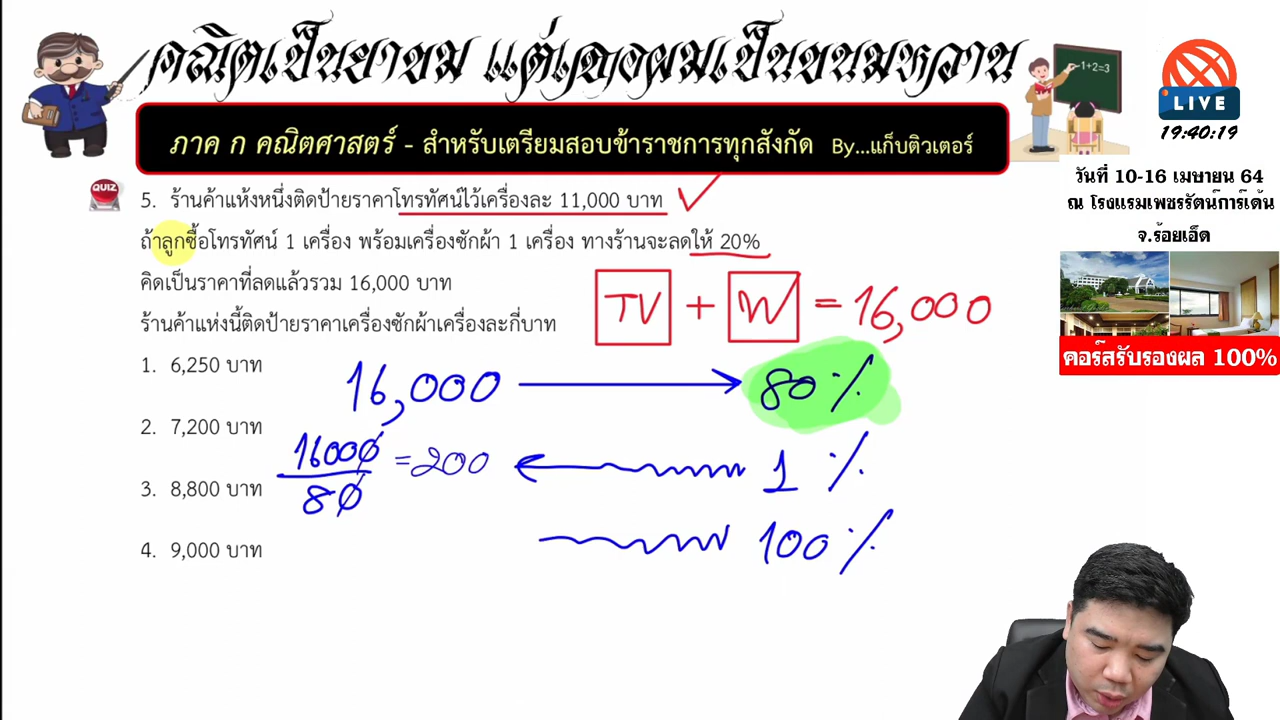 คณิตเป็นยาขม แต่เธอผมเป็นขนมหวาน
-1+2=3
LIVE
19:40:19
ภาค ก คณิตศาสตร์ - สำหรับเตรียมสอบข้าราชการทุกสังกัด By...แก็บติวเตอร์
วันที่ 10-16 เมษายน 64
ณ โรงแรมเพชรรัตน์การ์เด้น
จ.ร้อยเอ็ด
คอร์สรับรองผล 100%
QUIZ
5. ร้านค้าแห้งหนึ่งติดป้ายราคาโทรทัศน์ไว้เครื่องละ 11,000 บาท
ถ้าลูกซื้อโทรทัศน์ 1 เครื่อง พร้อมเครื่องซักผ้า 1 เครื่อง ทางร้านจะลดให้ 20%
คิดเป็นราคาที่ลดแล้วรวม 16,000 บาท
TV + W = 16,000
ร้านค้าแห่งนี้ติดป้ายราคาเครื่องซักผ้าเครื่องละกี่บาท
1. 6,250 บาท
16,000 80%
2. 7,200 บาท
16000
80
=200 1 %
3. 8,800 บาท
100%
4. 9,000 บาท